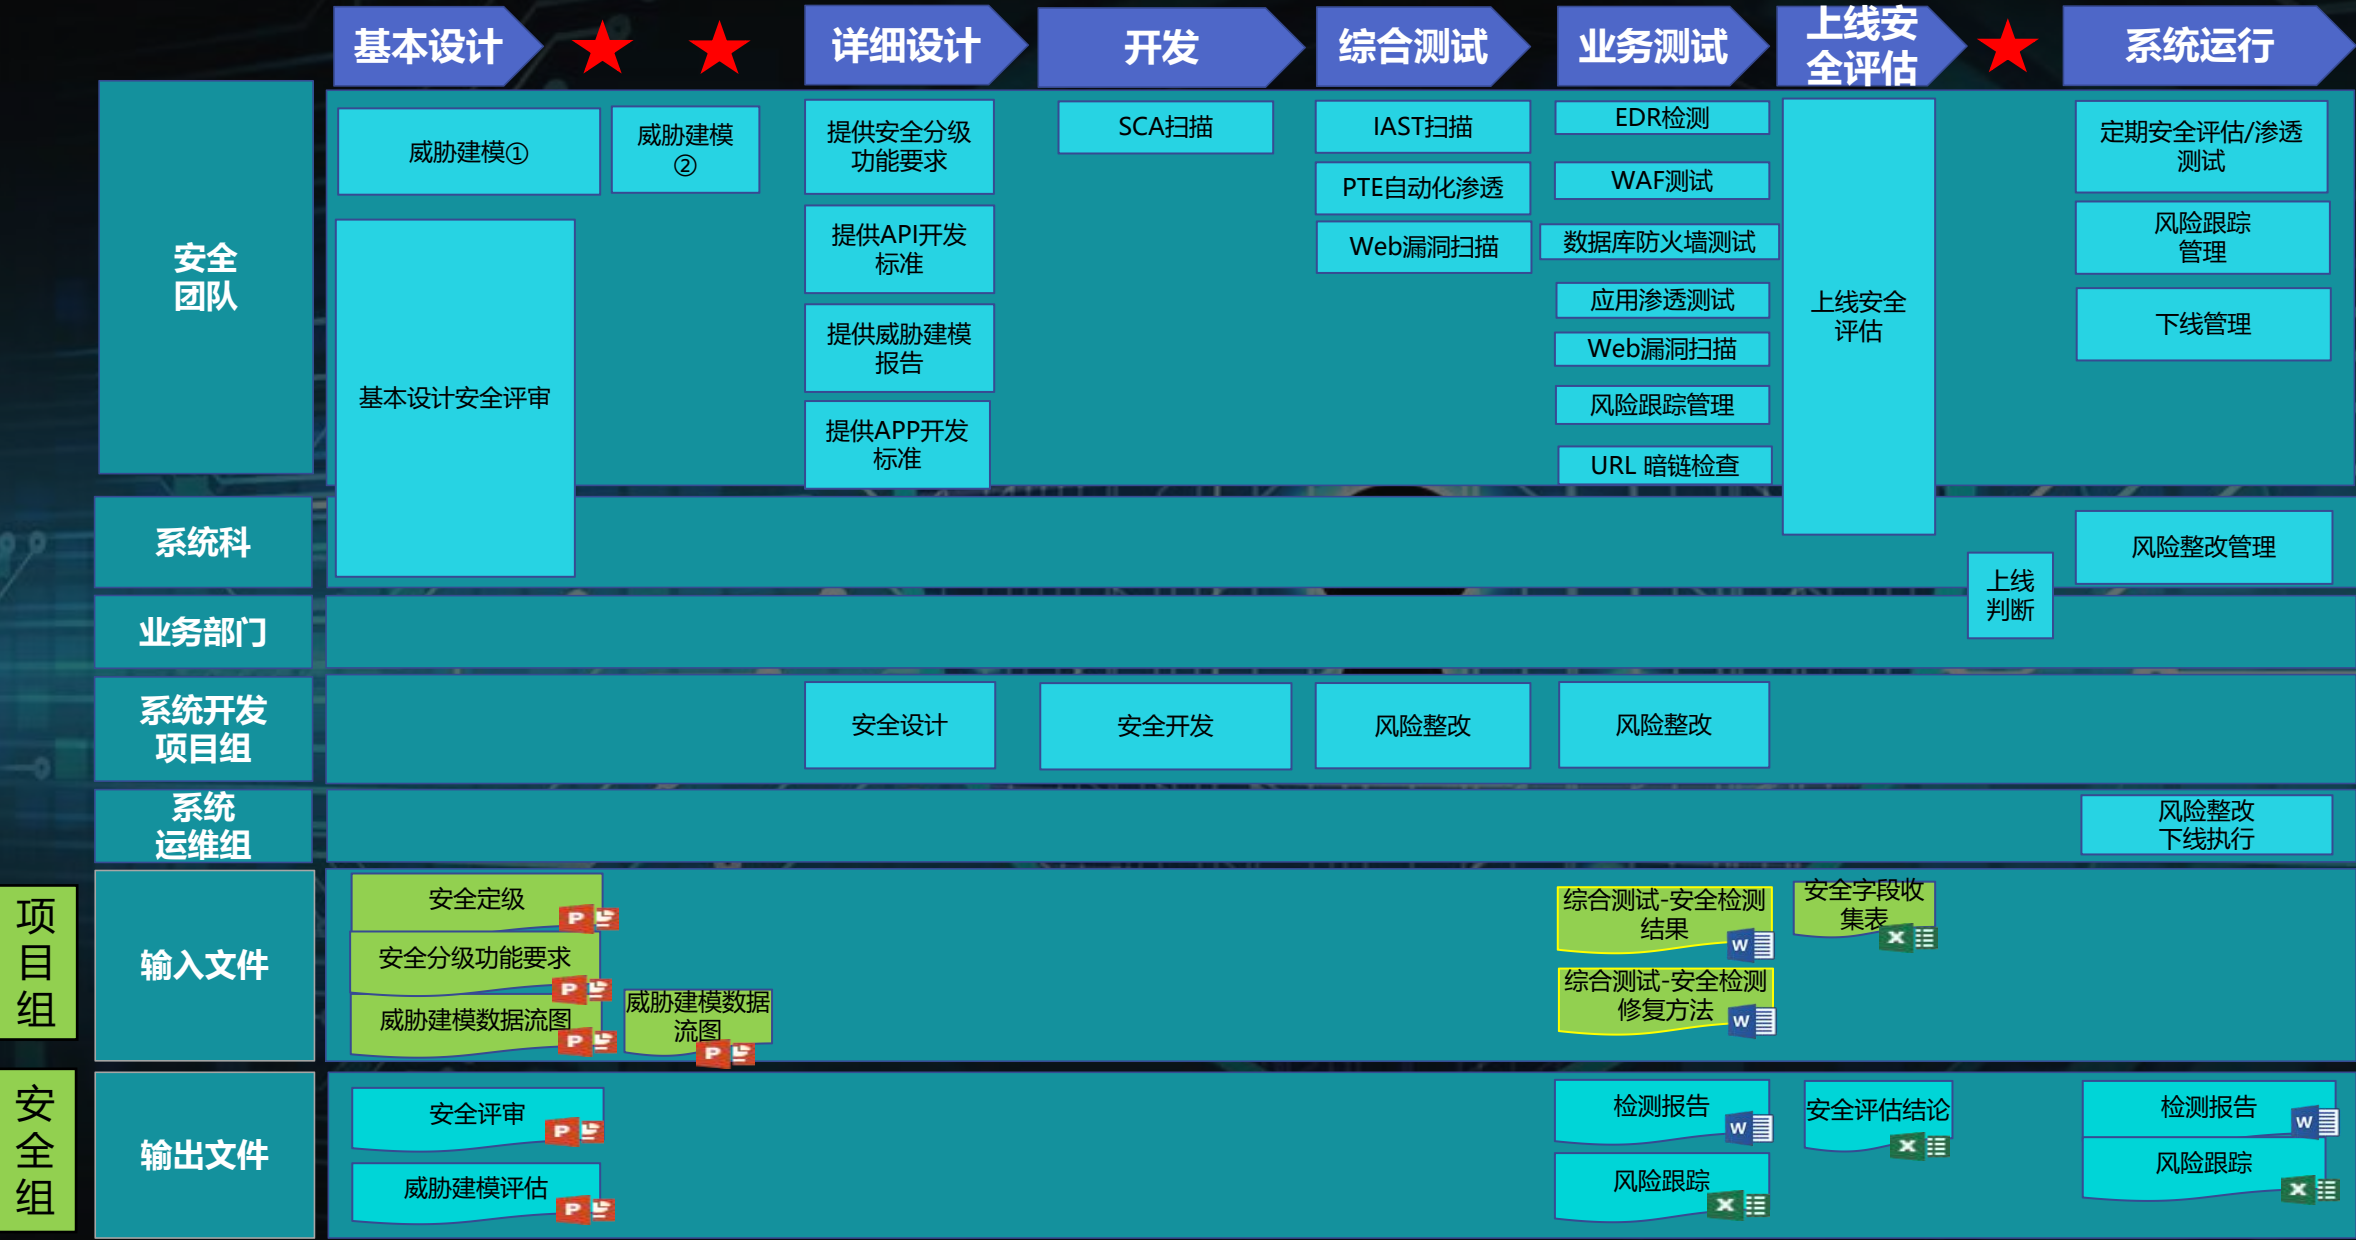 基本设计
详细设计
开发
综合测试
业务测试
上线安
全评估
系统运行
安全
团队
威胁建模①
威胁建模
②
基本设计安全评审
提供安全分级
功能要求
提供API开发
标准
提供威胁建模
报告
提供APP开发
标准
SCA扫描
IAST扫描
PTE自动化渗透
Web漏洞扫描
EDR检测
WAF测试
数据库防火墙测试
应用渗透测试
Web漏洞扫描
风险跟踪管理
URL 暗链检查
上线安全
评估
定期安全评估/渗透
测试
风险跟踪
管理
下线管理
系统科
风险整改管理
上线
判断
业务部门
系统开发
项目组
安全设计
安全开发
风险整改
风险整改
系统
运维组
风险整改
下线执行
项
目
组
输入文件
安全定级
P
安全分级功能要求
P
威胁建模数据流图
P
威胁建模数据
流图
P
综合测试-安全检测
结果
W
综合测试-安全检测
修复方法
W
安全字段收
集表
X
安
全
组
输出文件
安全评审
P
威胁建模评估
P
检测报告
W
风险跟踪
X
安全评估结论
X
检测报告
W
风险跟踪
X